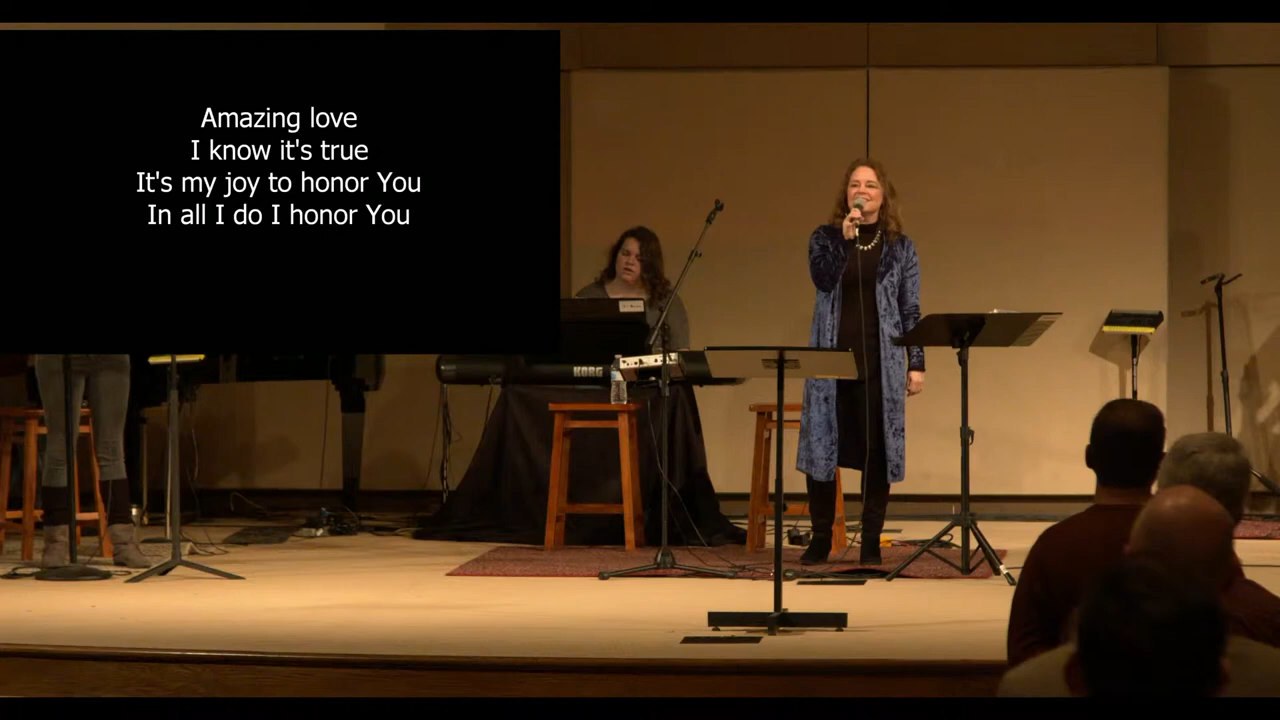 Amazing love
I know it's true
It's my joy to honor You
In all I do I honor You
KORG